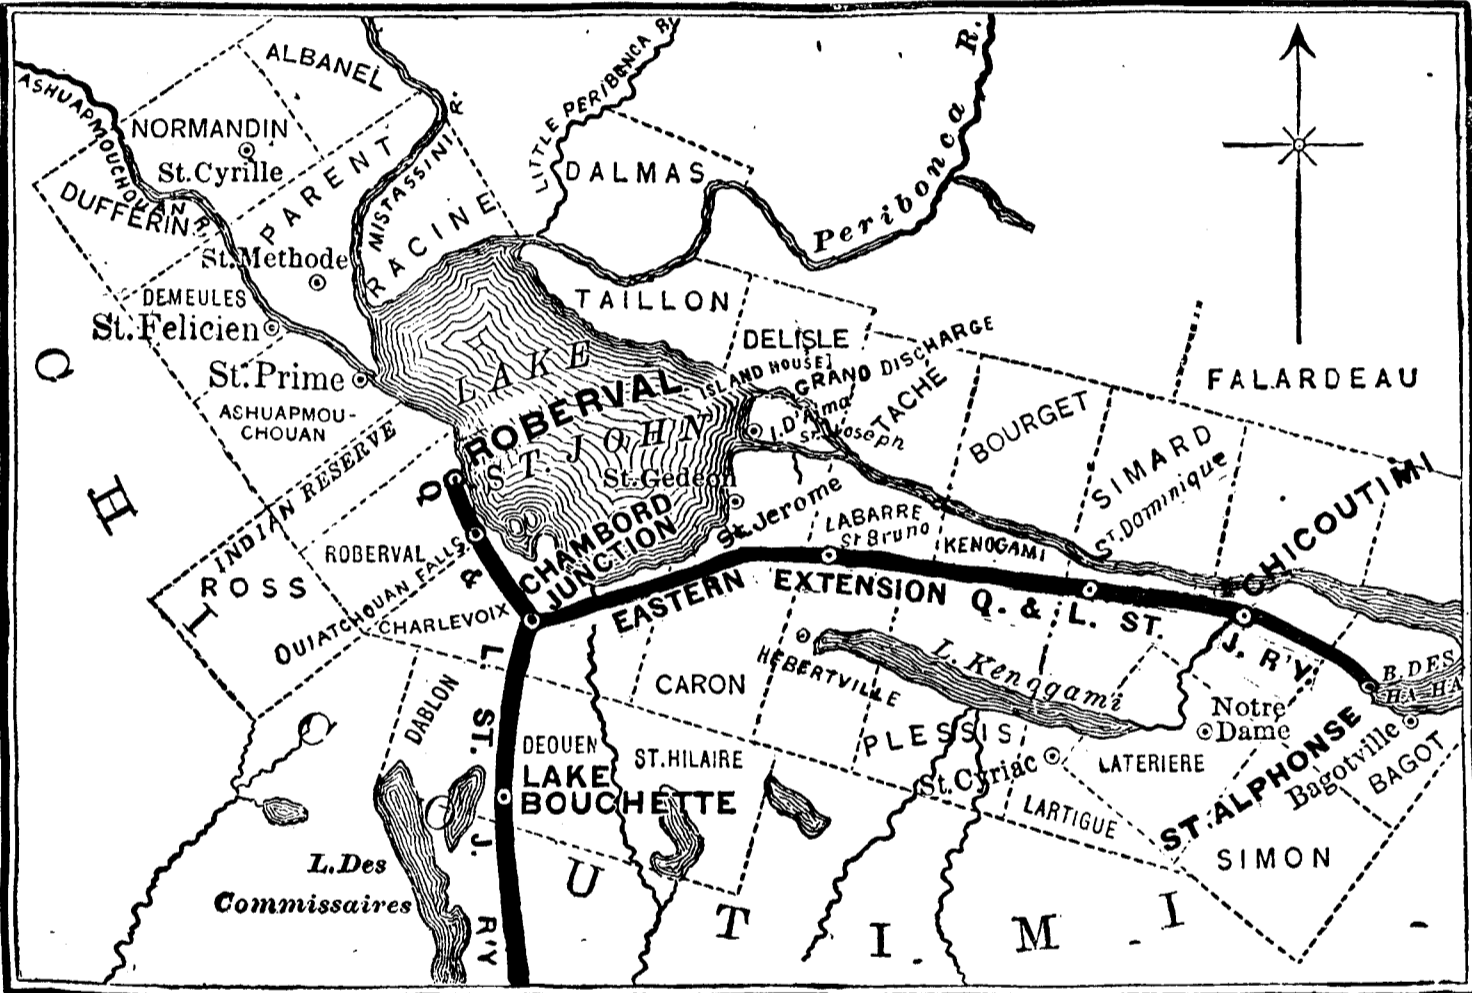 ALBANEL
ASHUAPMOUCHOUAN R.
NORMANDIN
St. Cyrille
DUFFERIN
PARENT
MISTASSINI R.
RACINE
LITTLE PERIBONCA R.
DALMAS
Peribonca R.
St. Methode
DEMEULES
St. Felicien
St. Prime
ASHUAPMOU-
CHOUAN
TAILLON
DELISLE
ISLAND HOUSE
GRAND DISCHARGE
I. D'Alma
St. Joseph
TACHE
BOURGET
SIMARD
St. Dominique
FALARDEAU
CHICOUTIMI
LAKE
ST. JOHN
ROBERVAL
St. Gedeon
St. Jerome
CHAMBORD
JUNCTION
INDIAN RESERVE
ROBERVAL
ROSS
OUIATCHOUAN FALLS
CHARLEVOIX
LABARRE
St Bruno
KENOGAMI
EASTERN EXTENSION Q. & L. ST. J. R'Y.
Q & L. ST. J. R'Y
HEBERTVILLE
L. Kenogami
CARON
DABLON
DEQUEN
LAKE
BOUCHETTE
ST. HILAIRE
PLESSIS
St. Cyriac
LATERIERE
LARTIGUE
Notre
Dame
B. DES
HA HA
ST. ALPHONSE
Bagotville
BAGOT
SIMON
L. Des
Commissaires
CHICOUTIMI